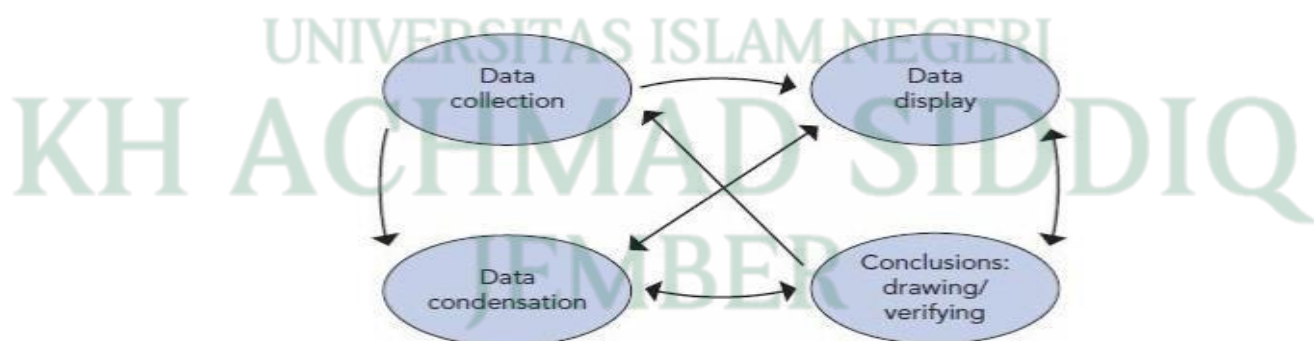 UNIVERSITAS ISLAM NEGERI
Data
collection
Data
display
KH ACHMAD SIDDIQ
JEMBER
Data
condensation
Conclusions:
drawing/
verifying